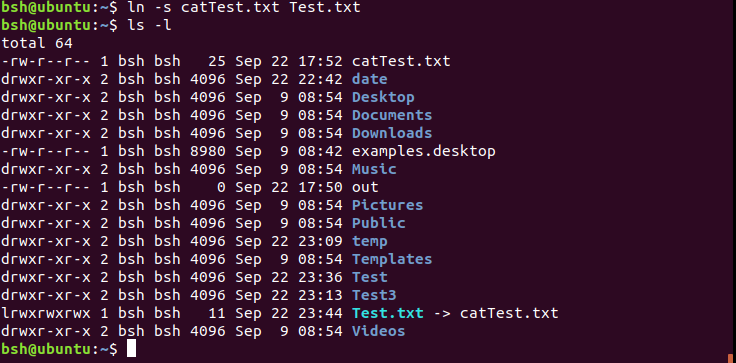 bsh@ubuntu:~$ ln -s catTest.txt Test.txt
bsh@ubuntu:~$ ls -l
total 64
-rw-r--r-- 1 bsh bsh   25 Sep 22 17:52 catTest.txt
drwxr-xr-x 2 bsh bsh 4096 Sep 22 22:42 date
drwxr-xr-x 2 bsh bsh 4096 Sep  9 08:54 Desktop
drwxr-xr-x 2 bsh bsh 4096 Sep  9 08:54 Documents
drwxr-xr-x 2 bsh bsh 4096 Sep  9 08:54 Downloads
-rw-r--r-- 1 bsh bsh 8980 Sep  9 08:42 examples.desktop
drwxr-xr-x 2 bsh bsh 4096 Sep  9 08:54 Music
-rw-r--r-- 1 bsh bsh    0 Sep 22 17:50 out
drwxr-xr-x 2 bsh bsh 4096 Sep  9 08:54 Pictures
drwxr-xr-x 2 bsh bsh 4096 Sep  9 08:54 Public
drwxr-xr-x 2 bsh bsh 4096 Sep 22 23:09 temp
drwxr-xr-x 2 bsh bsh 4096 Sep  9 08:54 Templates
drwxr-xr-x 2 bsh bsh 4096 Sep 22 23:36 Test
drwxr-xr-x 2 bsh bsh 4096 Sep 22 23:13 Test3
lrwxrwxrwx 1 bsh bsh   11 Sep 22 23:44 Test.txt -> catTest.txt
drwxr-xr-x 2 bsh bsh 4096 Sep  9 08:54 Videos
bsh@ubuntu:~$